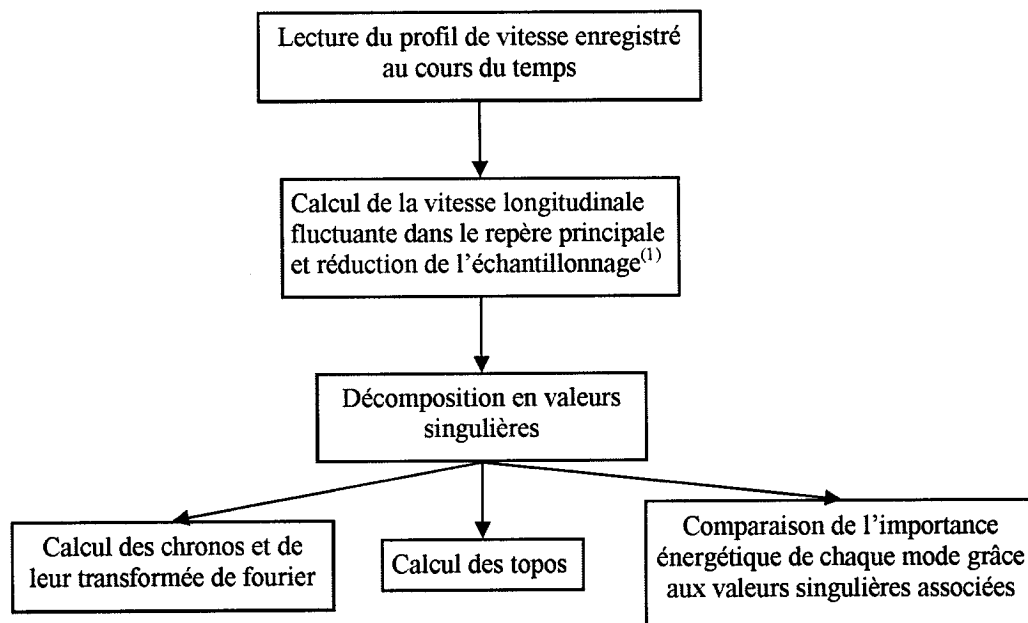 Lecture du profil de vitesse enregistré
au cours du temps
Calcul de la vitesse longitudinale
fluctuante dans le repère principale
et réduction de l'échantillonnage(1)
Décomposition en valeurs
singulières
Calcul des chronos et de
leur transformée de fourier
Calcul des topos
Comparaison de l'importance
énergétique de chaque mode grâce
aux valeurs singulières associées